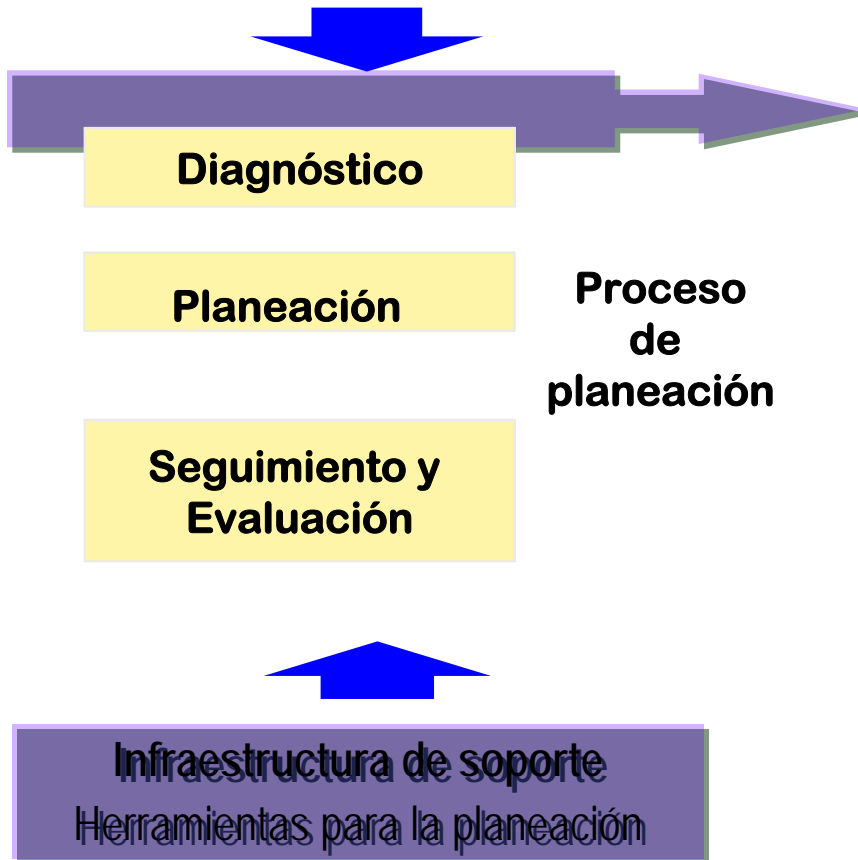 Diagnóstico
Planeación
Proceso
de
planeación
Seguimiento y
Evaluación
Infraestructura de soporte
Herramientas para la planeación